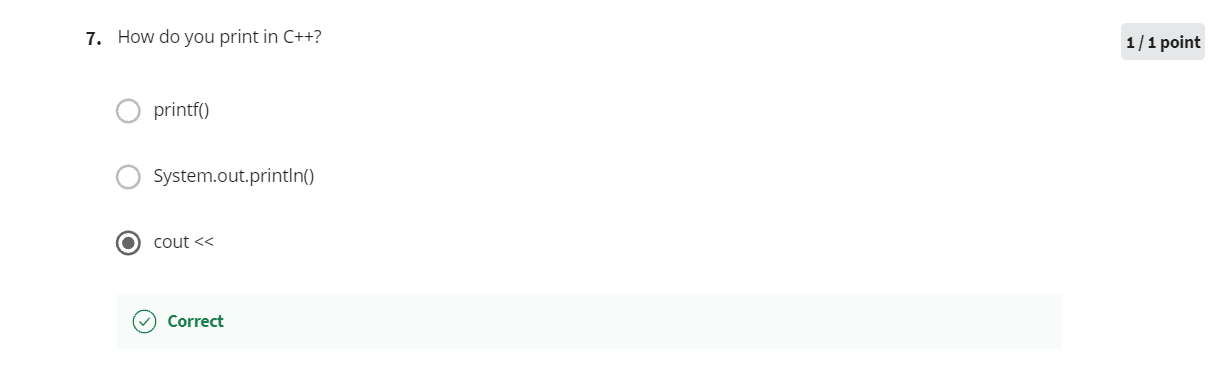 7. How do you print in C++?
1 / 1 point
printf()
System.out.println()
cout <<
Correct